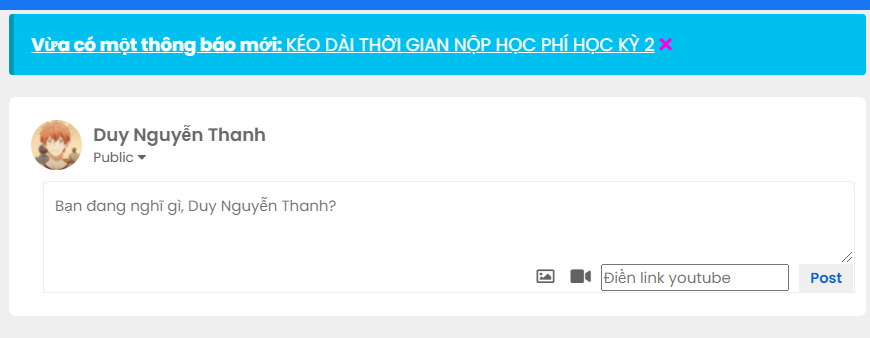 Vừa có một thông báo mới: KÉO DÀI THỜI GIAN NỘP HỌC PHÍ HỌC KỲ 2
Duy Nguyễn Thanh
Public
Bạn đang nghĩ gì, Duy Nguyễn Thanh?
Điền link youtube
Post